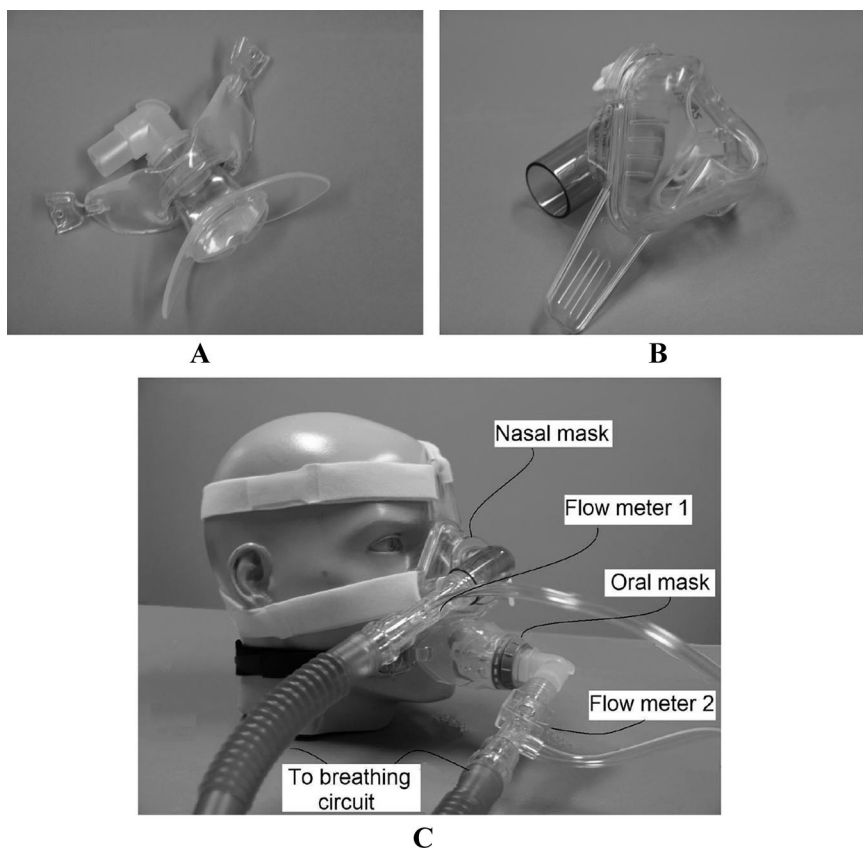 A
B
Nasal mask
Flow meter 1
Oral mask
Flow meter 2
To breathing
circuit
C